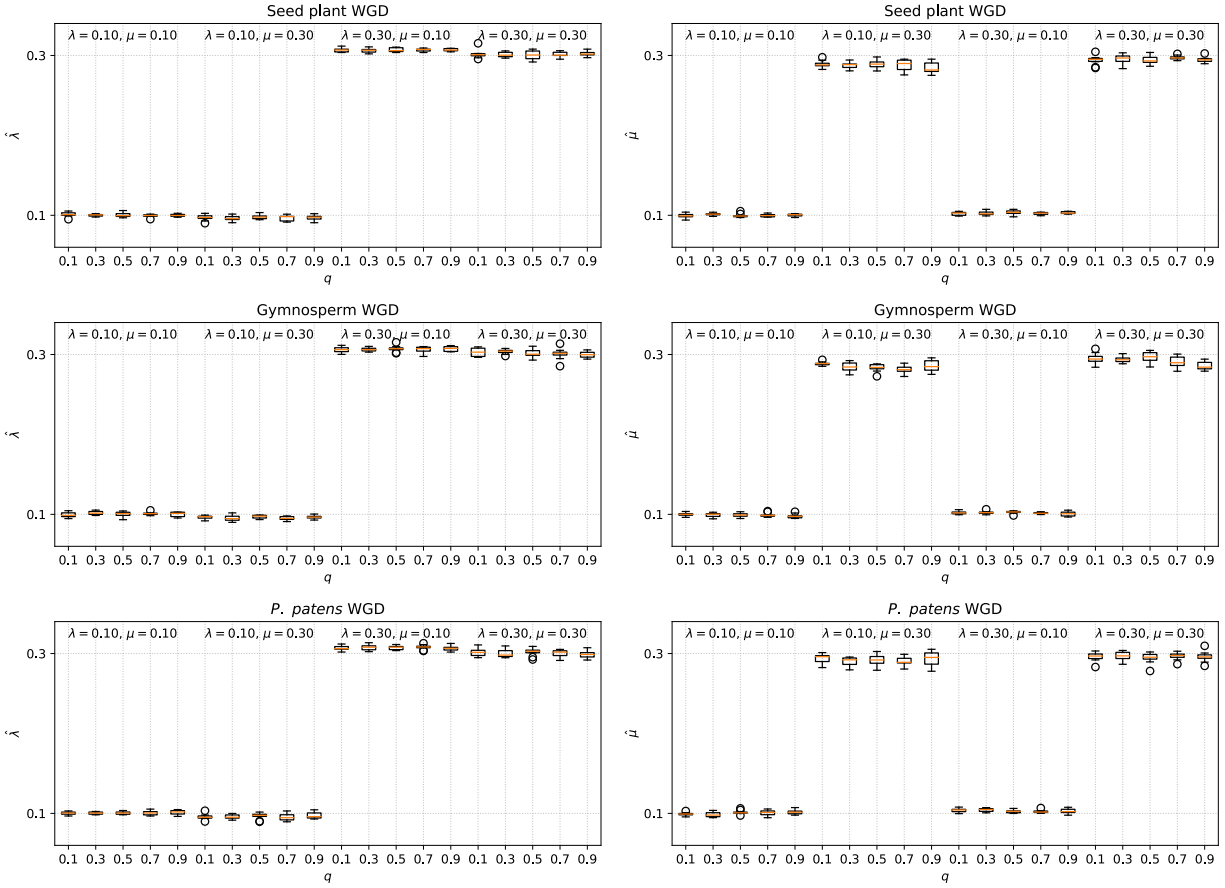 Seed plant WGD
λ = 0.10, μ = 0.10 λ = 0.10, μ = 0.30 λ = 0.30, μ = 0.10 λ = 0.30, μ = 0.30
0.3
λ̂
0.1
0.1 0.3 0.5 0.7 0.9 0.1 0.3 0.5 0.7 0.9 0.1 0.3 0.5 0.7 0.9 0.1 0.3 0.5 0.7 0.9
q
Seed plant WGD
λ = 0.10, μ = 0.10 λ = 0.10, μ = 0.30 λ = 0.30, μ = 0.10 λ = 0.30, μ = 0.30
0.3
μ̂
0.1
0.1 0.3 0.5 0.7 0.9 0.1 0.3 0.5 0.7 0.9 0.1 0.3 0.5 0.7 0.9 0.1 0.3 0.5 0.7 0.9
q
Gymnosperm WGD
λ = 0.10, μ = 0.10 λ = 0.10, μ = 0.30 λ = 0.30, μ = 0.10 λ = 0.30, μ = 0.30
0.3
λ̂
0.1
0.1 0.3 0.5 0.7 0.9 0.1 0.3 0.5 0.7 0.9 0.1 0.3 0.5 0.7 0.9 0.1 0.3 0.5 0.7 0.9
q
Gymnosperm WGD
λ = 0.10, μ = 0.10 λ = 0.10, μ = 0.30 λ = 0.30, μ = 0.10 λ = 0.30, μ = 0.30
0.3
μ̂
0.1
0.1 0.3 0.5 0.7 0.9 0.1 0.3 0.5 0.7 0.9 0.1 0.3 0.5 0.7 0.9 0.1 0.3 0.5 0.7 0.9
q
P. patens WGD
λ = 0.10, μ = 0.10 λ = 0.10, μ = 0.30 λ = 0.30, μ = 0.10 λ = 0.30, μ = 0.30
0.3
λ̂
0.1
0.1 0.3 0.5 0.7 0.9 0.1 0.3 0.5 0.7 0.9 0.1 0.3 0.5 0.7 0.9 0.1 0.3 0.5 0.7 0.9
q
P. patens WGD
λ = 0.10, μ = 0.10 λ = 0.10, μ = 0.30 λ = 0.30, μ = 0.10 λ = 0.30, μ = 0.30
0.3
μ̂
0.1
0.1 0.3 0.5 0.7 0.9 0.1 0.3 0.5 0.7 0.9 0.1 0.3 0.5 0.7 0.9 0.1 0.3 0.5 0.7 0.9
q